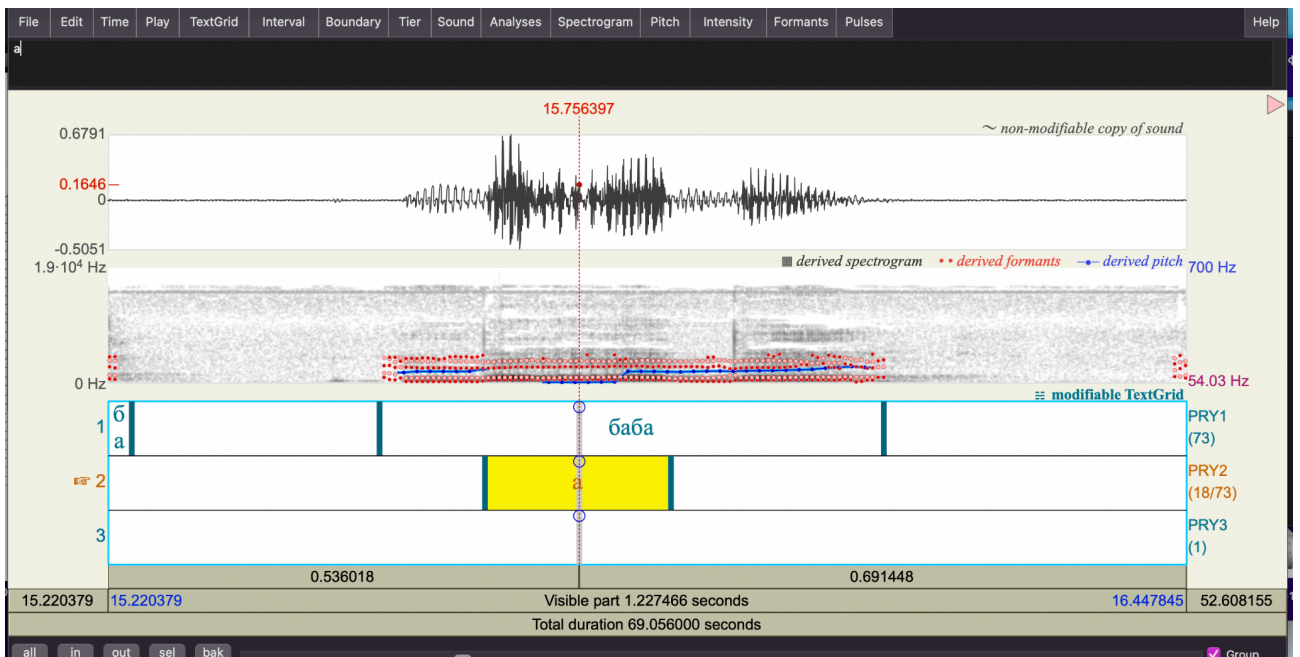 File Edit Time Play TextGrid Interval Boundary Tier Sound Analyses Spectrogram Pitch Intensity Formants Pulses Help
а
15.756397
0.6791
~ non-modifiable copy of sound
0.1646
0
-0.5051
1.9·10⁴ Hz
derived spectrogram derived formants derived pitch 700 Hz
0 Hz
54.03 Hz
modifiable TextGrid
1 ба баба PRY1 (73)
2 а PRY2 (18/73)
3 PRY3 (1)
0.536018 0.691448
15.220379 15.220379 Visible part 1.227466 seconds 16.447845 52.608155
Total duration 69.056000 seconds
all in out sel bak Group